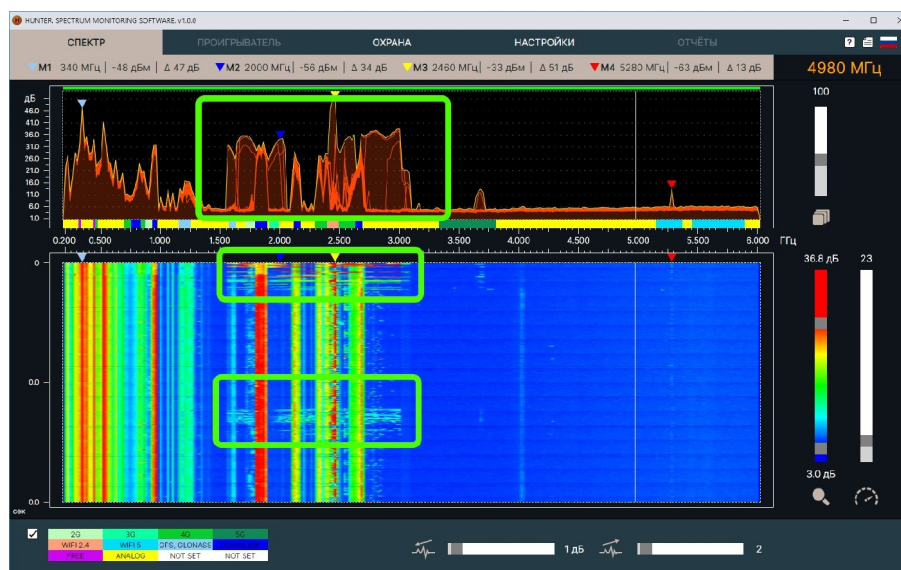 HUNTER. SPECTRUM MONITORING SOFTWARE. v1.0.0
СПЕКТР ПРОИГРЫВАТЕЛЬ ОХРАНА НАСТРОЙКИ ОТЧЁТЫ
М1 340 МГц | -48 дБм | Δ 47 дБ М2 2000 МГц | -56 дБм | Δ 34 дБ М3 2460 МГц | -33 дБм | Δ 51 дБ М4 5280 МГц | -63 дБм | Δ 13 дБ 4980 МГц
100
дБ
46.0
41.0
36.0
31.0
26.0
21.0
16.0
11.0
6.0
1.0
0.200 0.500 1.000 1.500 2.000 2.500 3.000 3.500 4.000 4.500 5.000 5.500 6.000 ГГц
36.8 дБ 23
0
0.0
0.0
сек
3.0 дБ
2G 3G 4G 5G
WIFI 2,4 WIFI 5 GPS, GLONASS
FREE ANALOG NOT SET NOT SET
1 дБ 2